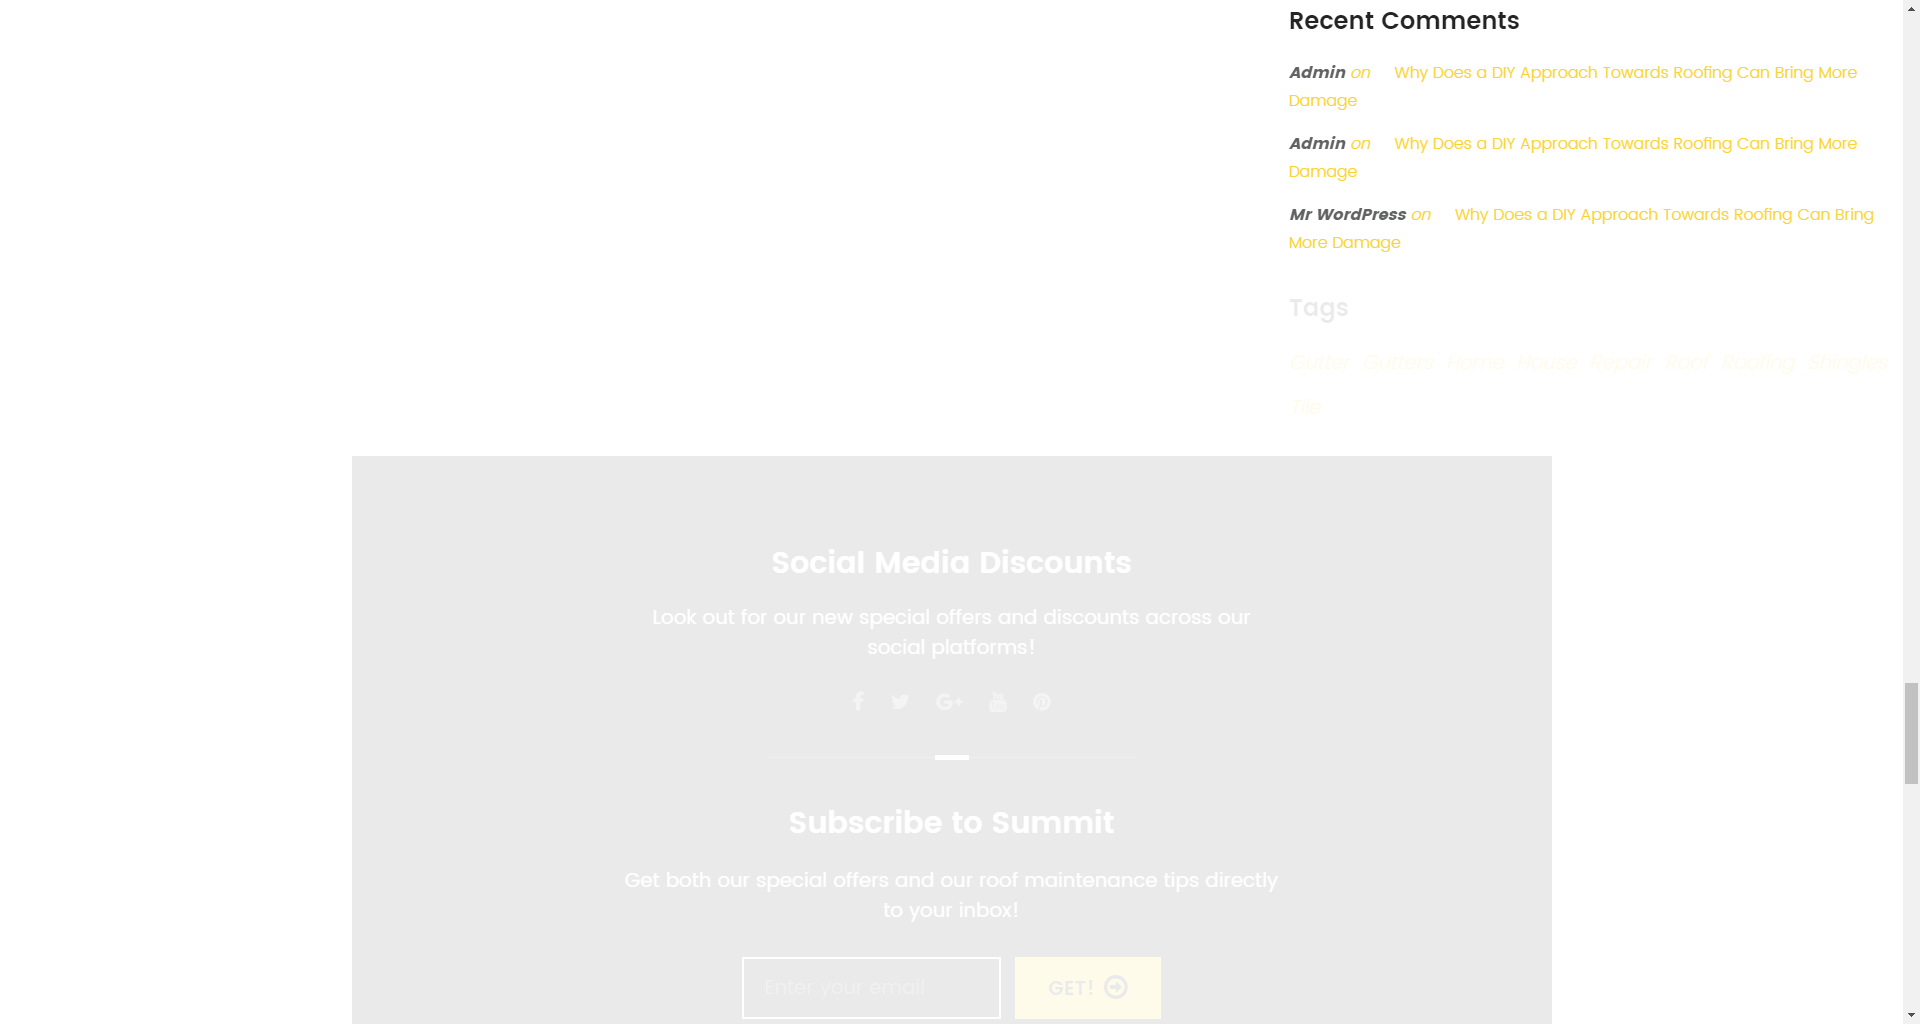 Recent Comments
Admin on Why Does a DIY Approach Towards Roofing Can Bring More
Damage
Admin on Why Does a DIY Approach Towards Roofing Can Bring More
Damage
Mr WordPress on Why Does a DIY Approach Towards Roofing Can Bring
More Damage
Tags
Gutter Gutters Home House Repair Roof Roofing Shingles
Tile
Social Media Discounts
Look out for our new special offers and discounts across our
social platforms!
Subscribe to Summit
Get both our special offers and our roof maintenance tips directly
to your inbox!
Enter your email
GET!